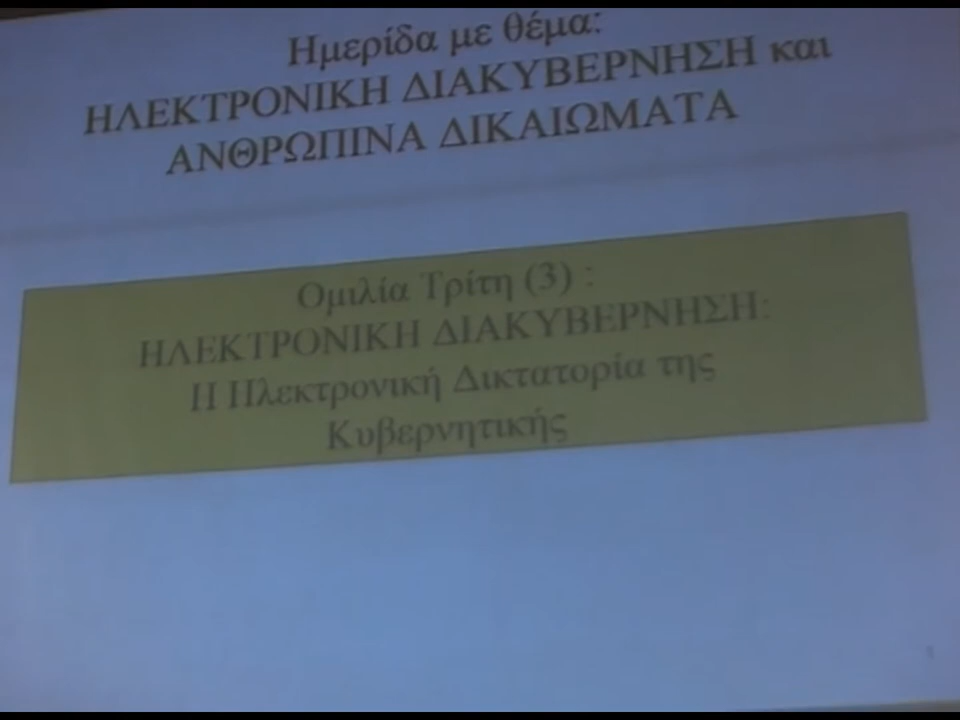 Ημερίδα με θέμα:
ΗΛΕΚΤΡΟΝΙΚΗ ΔΙΑΚΥΒΕΡΝΗΣΗ και
ΑΝΘΡΩΠΙΝΑ ΔΙΚΑΙΩΜΑΤΑ
Ομιλία Τρίτη (3) :
ΗΛΕΚΤΡΟΝΙΚΗ ΔΙΑΚΥΒΕΡΝΗΣΗ:
Η Ηλεκτρονική Δικτατορία της
Κυβερνητικής